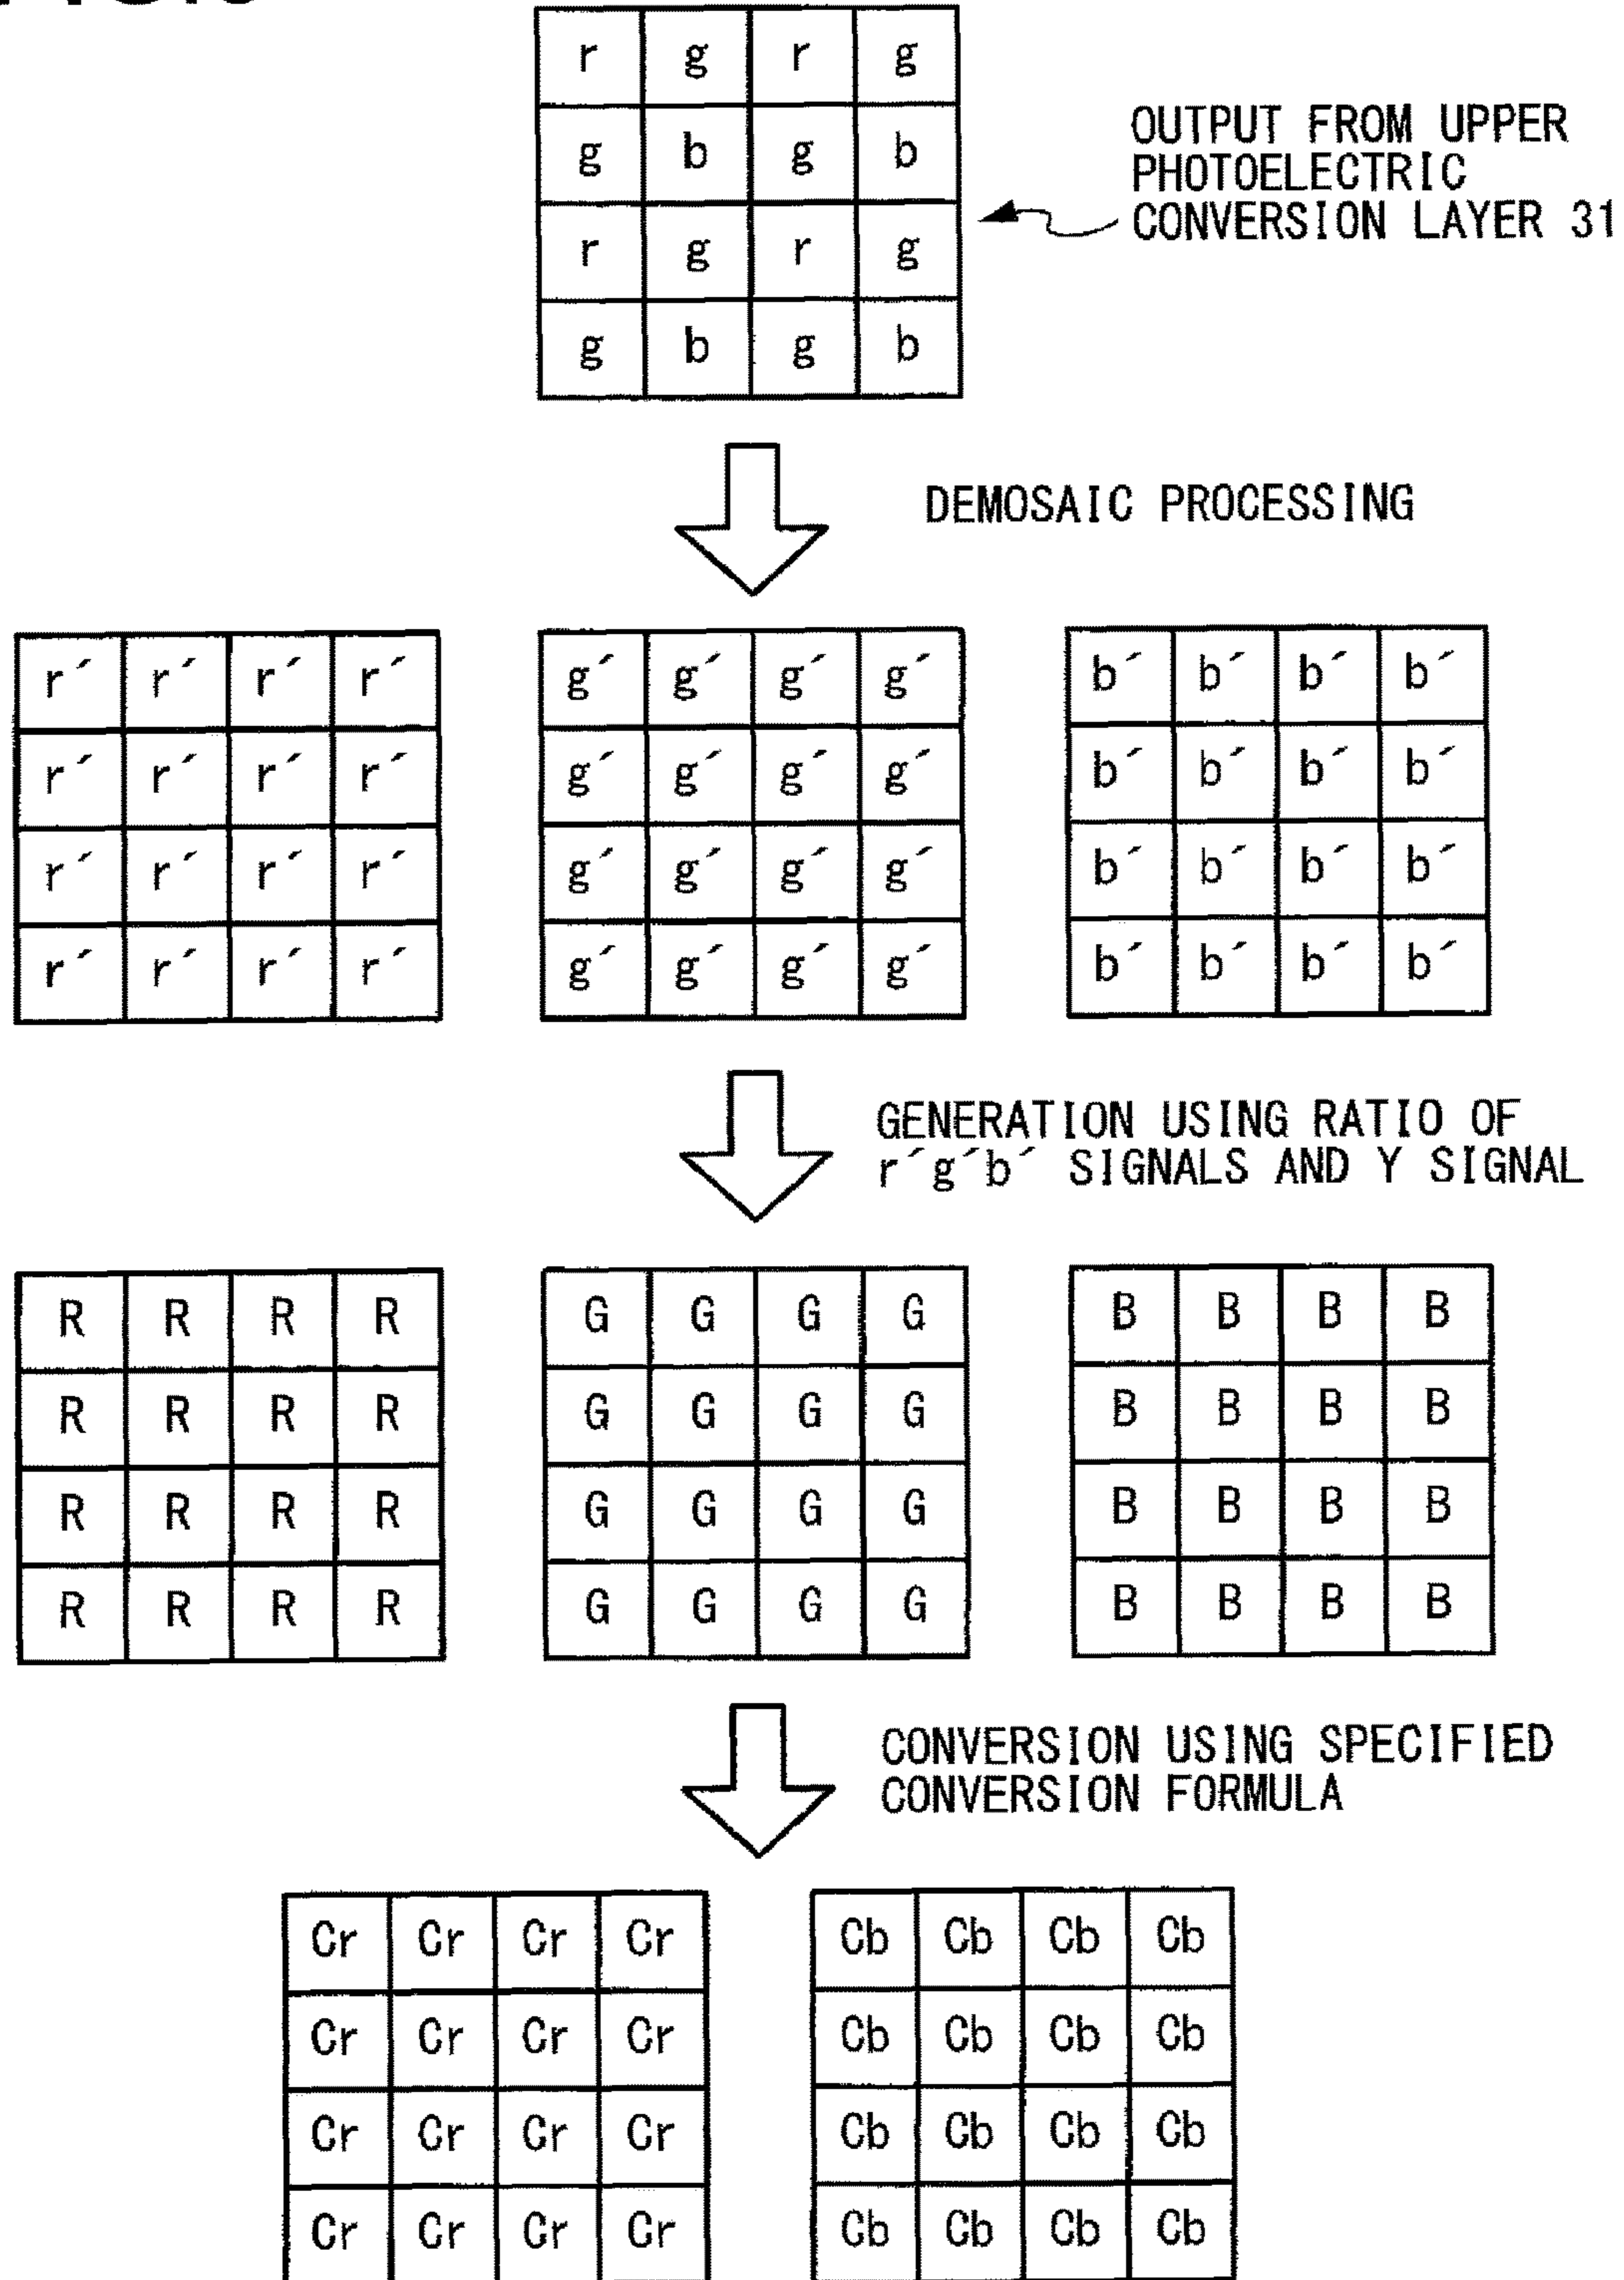 r g r g
OUTPUT FROM UPPER
g b g b
PHOTOELECTRIC
CONVERSION LAYER 31
r g r g
g b g b
DEMOSAIC PROCESSING
r´ r´ r´ r´ g´ g´ g´ g´ b´ b´ b´ b´
r´ r´ r´ r´ g´ g´ g´ g´ b´ b´ b´ b´
r´ r´ r´ r´ g´ g´ g´ g´ b´ b´ b´ b´
r´ r´ r´ r´ g´ g´ g´ g´ b´ b´ b´ b´
GENERATION USING RATIO OF
r´g´b´ SIGNALS AND Y SIGNAL
R R R R G G G G B B B B
R R R R G G G G B B B B
R R R R G G G G B B B B
R R R R G G G G B B B B
CONVERSION USING SPECIFIED
CONVERSION FORMULA
Cr Cr Cr Cr Cb Cb Cb Cb
Cr Cr Cr Cr Cb Cb Cb Cb
Cr Cr Cr Cr Cb Cb Cb Cb
Cr Cr Cr Cr Cb Cb Cb Cb